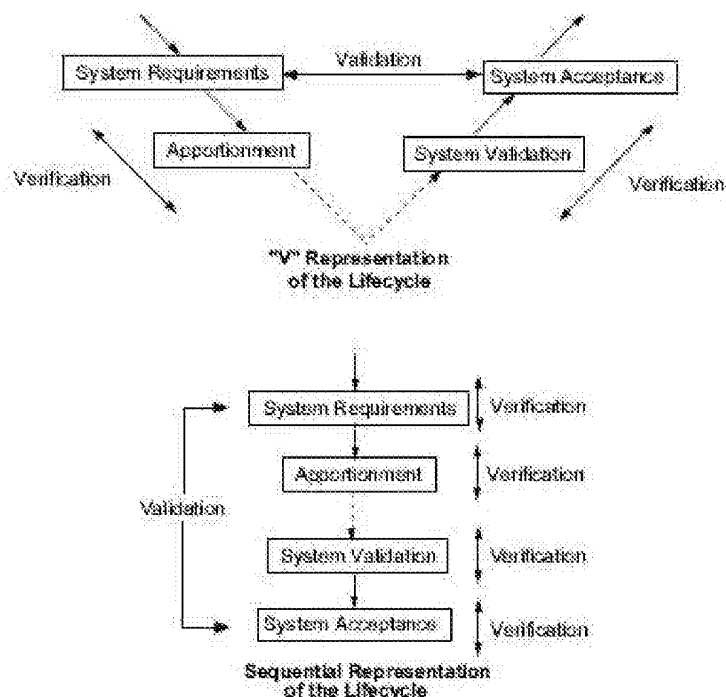 Validation
System Requirements
System Acceptance
Apportionment
System Validation
Verification
Verification
"V" Representation
of the Lifecycle
System Requirements
Verification
Apportionment
Verification
Validation
System Validation
Verification
System Acceptance
Verification
Sequential Representation
of the Lifecycle